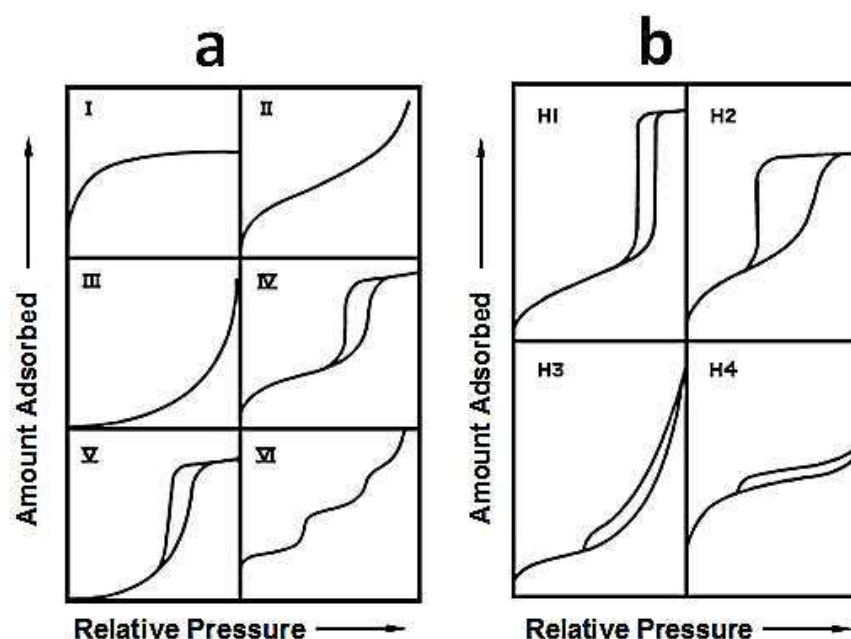 a
b
I
II
III
IV
V
VI
H1
H2
H3
H4
Amount Adsorbed
Amount Adsorbed
Relative Pressure
Relative Pressure